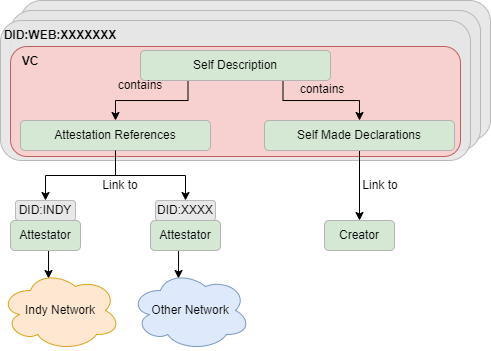 DID:WEB:XXXXXXX
VC
Self Description
contains
contains
Attestation References
Self Made Declarations
Link to
Link to
DID:INDY
DID:XXXX
Attestator
Attestator
Creator
Indy Network
Other Network